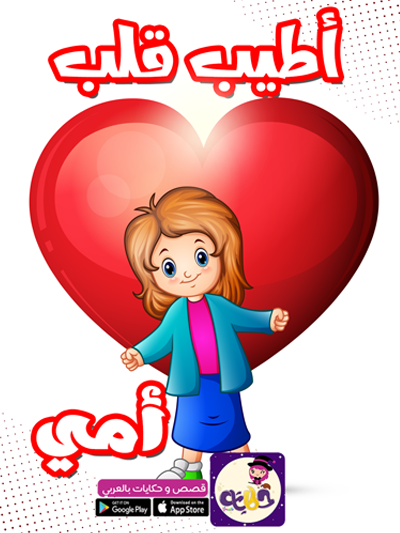 أطيب قلب
أمي
قصص و حكايات بالعربي
GET IT ON
Google Play
Download on the
App Store